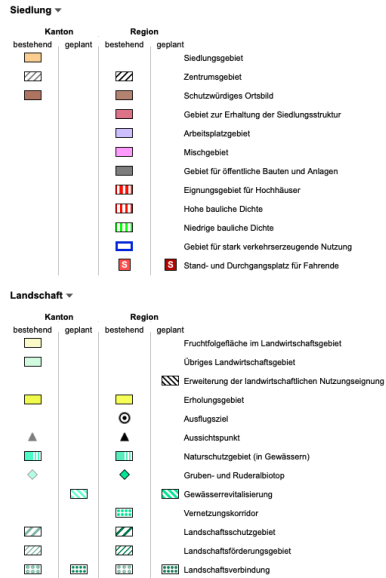 Siedlung
Kanton Region
bestehend geplant bestehend geplant
Siedlungsgebiet
Zentrumsgebiet
Schutzwürdiges Ortsbild
Gebiet zur Erhaltung der Siedlungsstruktur
Arbeitsplatzgebiet
Mischgebiet
Gebiet für öffentliche Bauten und Anlagen
Eignungsgebiet für Hochhäuser
Hohe bauliche Dichte
Niedrige bauliche Dichte
Gebiet für stark verkehrserzeugende Nutzung
S S Stand- und Durchgangsplatz für Fahrende
Landschaft
Kanton Region
bestehend geplant bestehend geplant
Fruchtfolgefläche im Landwirtschaftsgebiet
Übriges Landwirtschaftsgebiet
Erweiterung der landwirtschaftlichen Nutzungseignung
Erholungsgebiet
Ausflugsziel
Aussichtspunkt
Naturschutzgebiet (in Gewässern)
Gruben- und Ruderalbiotop
Gewässerrevitalisierung
Vernetzungskorridor
Landschaftsschutzgebiet
Landschaftsförderungsgebiet
Landschaftsverbindung